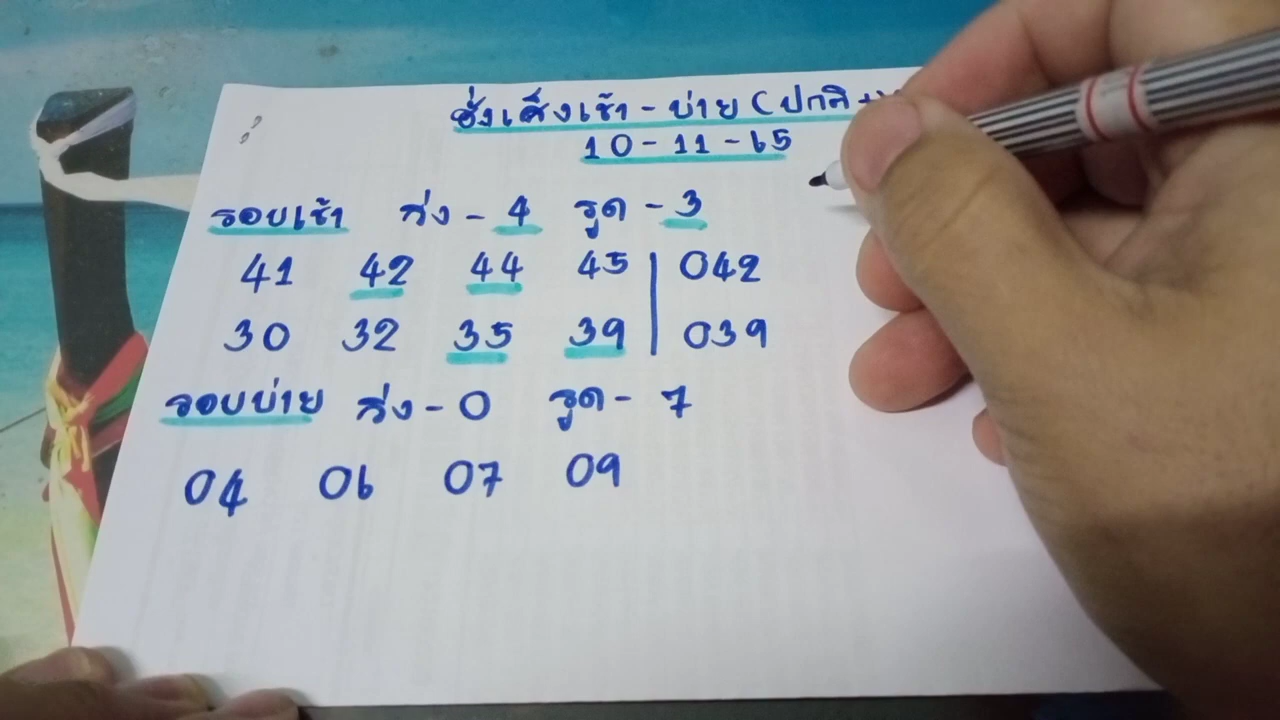 ฮั่งเส็งเช้า - บ่าย (ปกติ +
10 - 11 - 65
รอบเช้า ส่ง - 4 รูด - 3
41 42 44 45 | 042
30 32 35 39 | 039
รอบบ่าย ส่ง - 0 รูด - 7
04 06 07 09